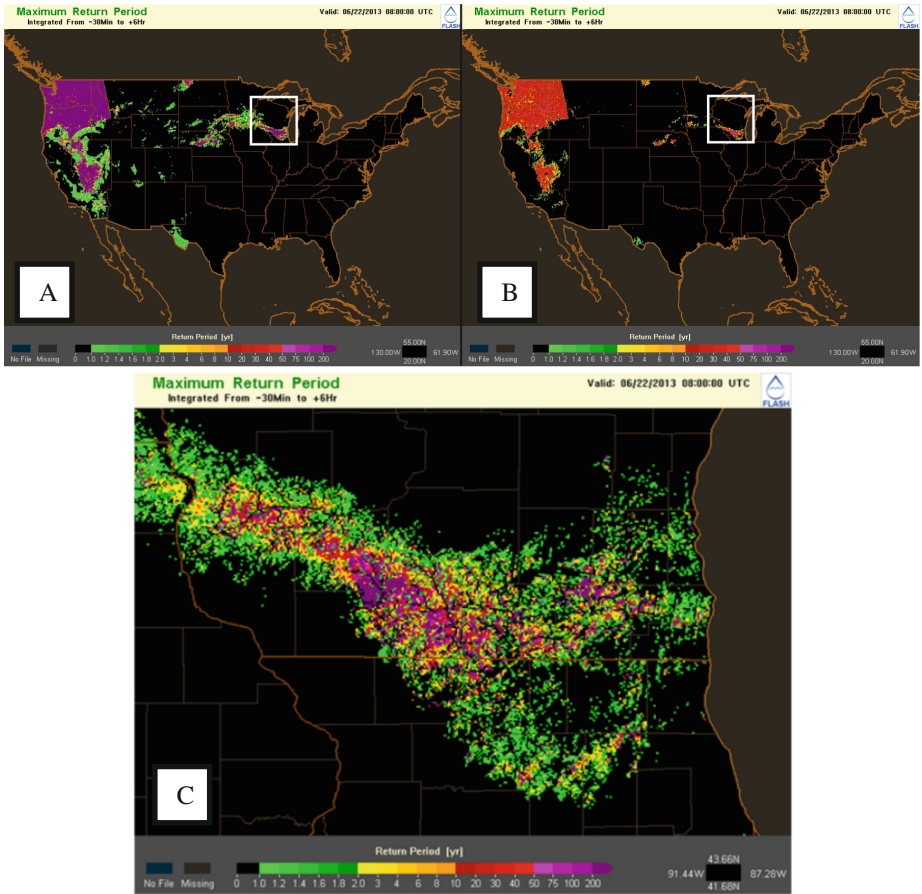 Maximum Return Period
Valid: 06/22/2013 08:00:00 UTC
Integrated From -30Min to +6Hr
FLASH
A
Return Period [yr]
No File Missing
0 1.0 1.2 1.4 1.6 1.8 2.0 3 4 6 8 10 20 30 40 50 75 100 200
55.00N
130.00W 61.90W
20.00N
Maximum Return Period
Valid: 06/22/2013 08:00:00 UTC
Integrated From -30Min to +6Hr
FLASH
B
Return Period [yr]
No File Missing
0 1.0 1.2 1.4 1.6 1.8 2.0 3 4 6 8 10 20 30 40 50 75 100 200
55.00N
130.00W 61.90W
20.00N
Maximum Return Period
Valid: 06/22/2013 08:00:00 UTC
Integrated From -30Min to +6Hr
FLASH
C
Return Period [yr]
No File Missing
0 1.0 1.2 1.4 1.6 1.8 2.0 3 4 6 8 10 20 30 40 50 75 100 200
43.66N
91.44W 87.28W
41.68N